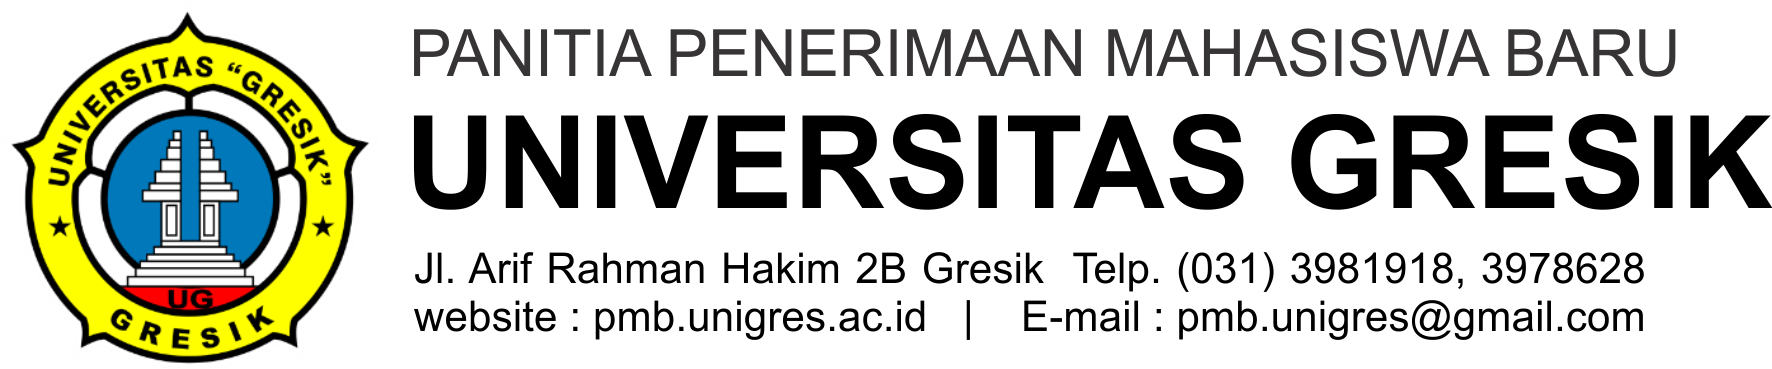 UNIVERSITAS “GRESIK”
UG
GRESIK
PANITIA PENERIMAAN MAHASISWA BARU
UNIVERSITAS GRESIK
Jl. Arif Rahman Hakim 2B Gresik Telp. (031) 3981918, 3978628
website : pmb.unigres.ac.id | E-mail : pmb.unigres@gmail.com